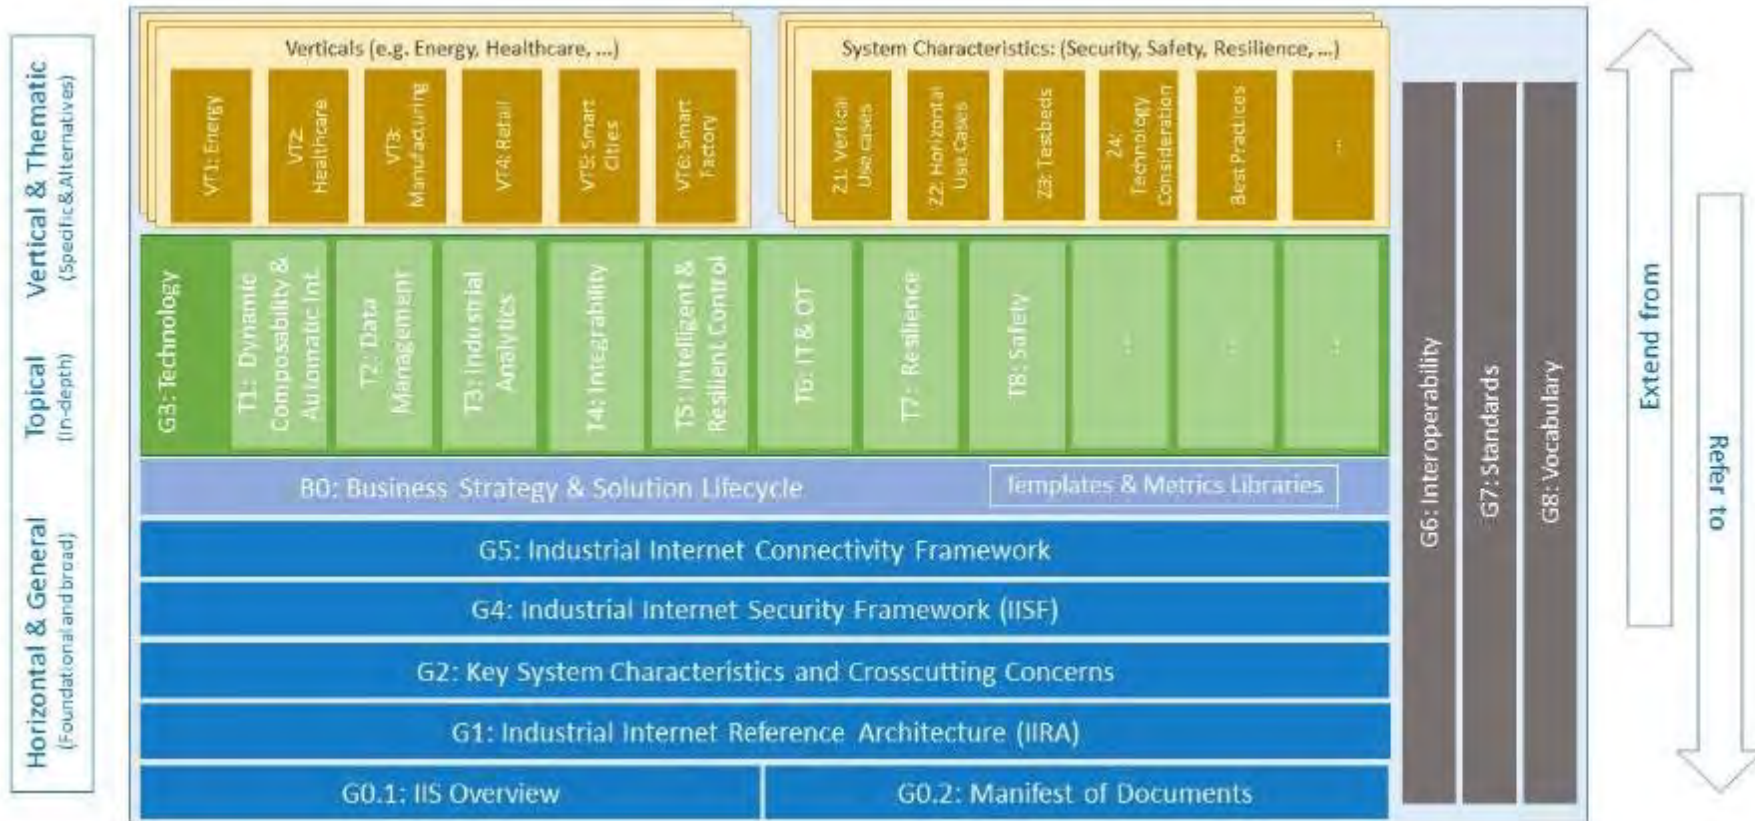 Vertical & Thematic
(Specific & Alternatives)
Topical
(In-depth)
Horizontal & General
(Foundational and broad)
Verticals (e.g. Energy, Healthcare, ...)
VT1: Energy
VT2:
Healthcare
VT3:
Manufacturing
VT4: Retail
VT5: Smart
Cities
VT6: Smart
Factory
System Characteristics: (Security, Safety, Resilience, ...)
Z1: Vertical
Use cases
Z2: Horizontal
Use Cases
Z3: Testbeds
Z4:
Technology
Consideration
Best Practices
...
G3: Technology
T1: Dynamic
Composability &
Automatic Int.
T2: Data
Management
T3: Industrial
Analytics
T4: Integrability
T5: Intelligent &
Resilient Control
T6: IT & OT
T7: Resilience
T8: Safety
...
...
...
B0: Business Strategy & Solution Lifecycle
Templates & Metrics Libraries
G5: Industrial Internet Connectivity Framework
G4: Industrial Internet Security Framework (IISF)
G2: Key System Characteristics and Crosscutting Concerns
G1: Industrial Internet Reference Architecture (IIRA)
G0.1: IIS Overview
G0.2: Manifest of Documents
G6: Interoperability
G7: Standards
G8: Vocabulary
Extend from
Refer to